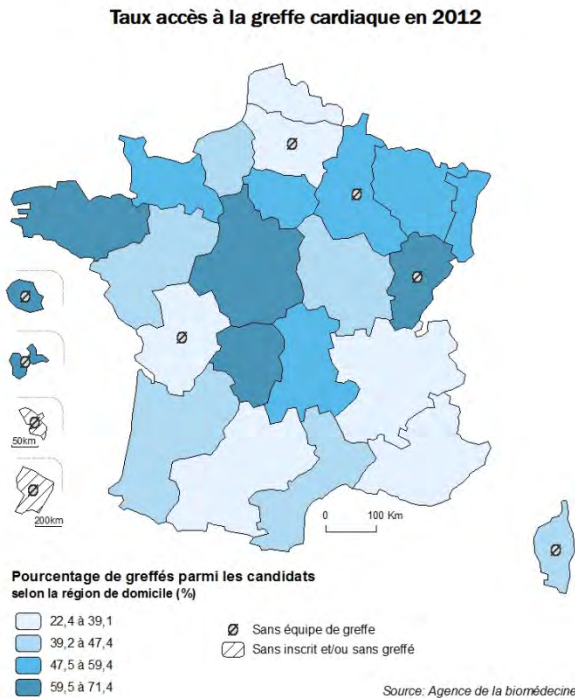 Taux accès à la greffe cardiaque en 2012
50km
200km
0 100 Km
Pourcentage de greffés parmi les candidats
selon la région de domicile (%)
22,4 à 39,1
39,2 à 47,4
47,5 à 59,4
59,5 à 71,4
Sans équipe de greffe
Sans inscrit et/ou sans greffé
Source: Agence de la biomédecine